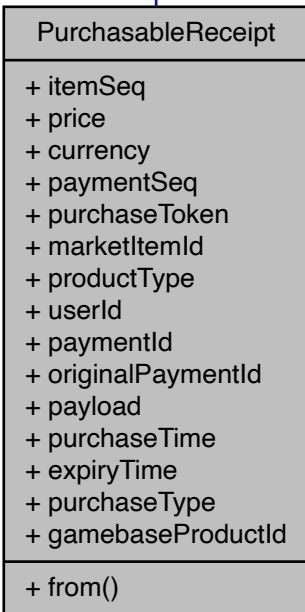 PurchasableReceipt
+ itemSeq
+ price
+ currency
+ paymentSeq
+ purchaseToken
+ marketItemId
+ productType
+ userId
+ paymentId
+ originalPaymentId
+ payload
+ purchaseTime
+ expiryTime
+ purchaseType
+ gamebaseProductId
+ from()